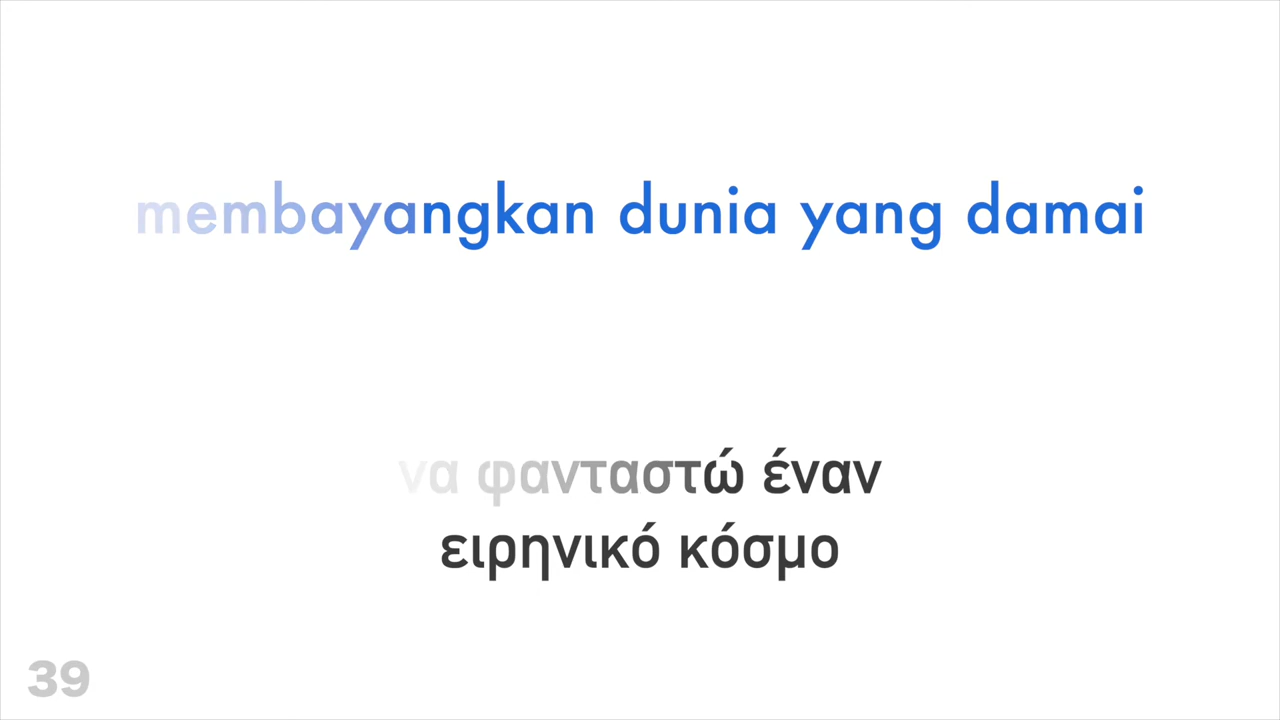 membayangkan dunia yang damai
να φανταστώ έναν
ειρηνικό κόσμο
39